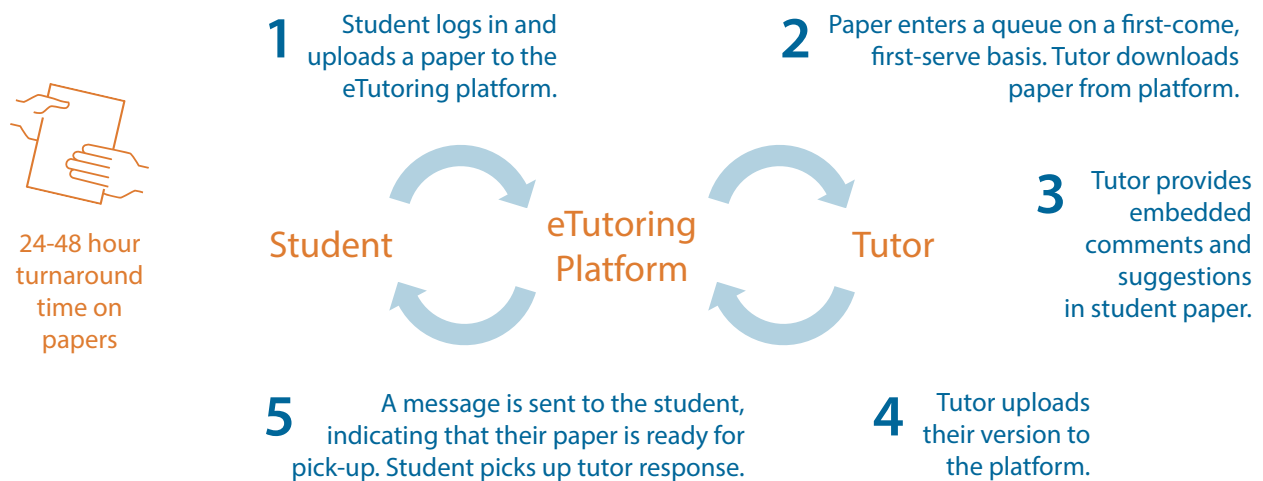 1
Student logs in and
uploads a paper to the
eTutoring platform.
2
Paper enters a queue on a first-come,
first-serve basis. Tutor downloads
paper from platform.
24-48 hour
turnaround
time on
papers
Student
eTutoring
Platform
Tutor
3
Tutor provides
embedded
comments and
suggestions
in student paper.
4
Tutor uploads
their version to
the platform.
5
A message is sent to the student,
indicating that their paper is ready for
pick-up. Student picks up tutor response.